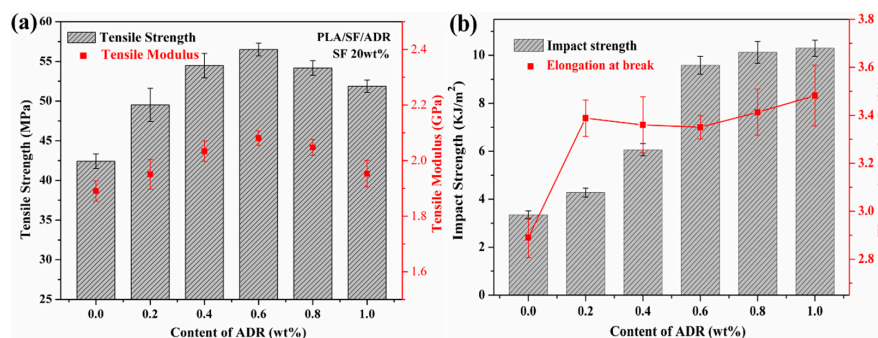 (a)
Tensile Strength
Tensile Modulus
PLA/SF/ADR
SF 20wt%
Tensile Strength (MPa)
60
55
50
45
40
35
30
25
0.0 0.2 0.4 0.6 0.8 1.0
Content of ADR (wt%)
2.4
2.2
2.0
1.8
1.6
Tensile Modulus (GPa)
(b)
Impact strength
Elongation at break
Impact Strength (KJ/m²)
10
8
6
4
2
0
0.0 0.2 0.4 0.6 0.8 1.0
Content of ADR (wt%)
3.8
3.6
3.4
3.2
3.0
2.8